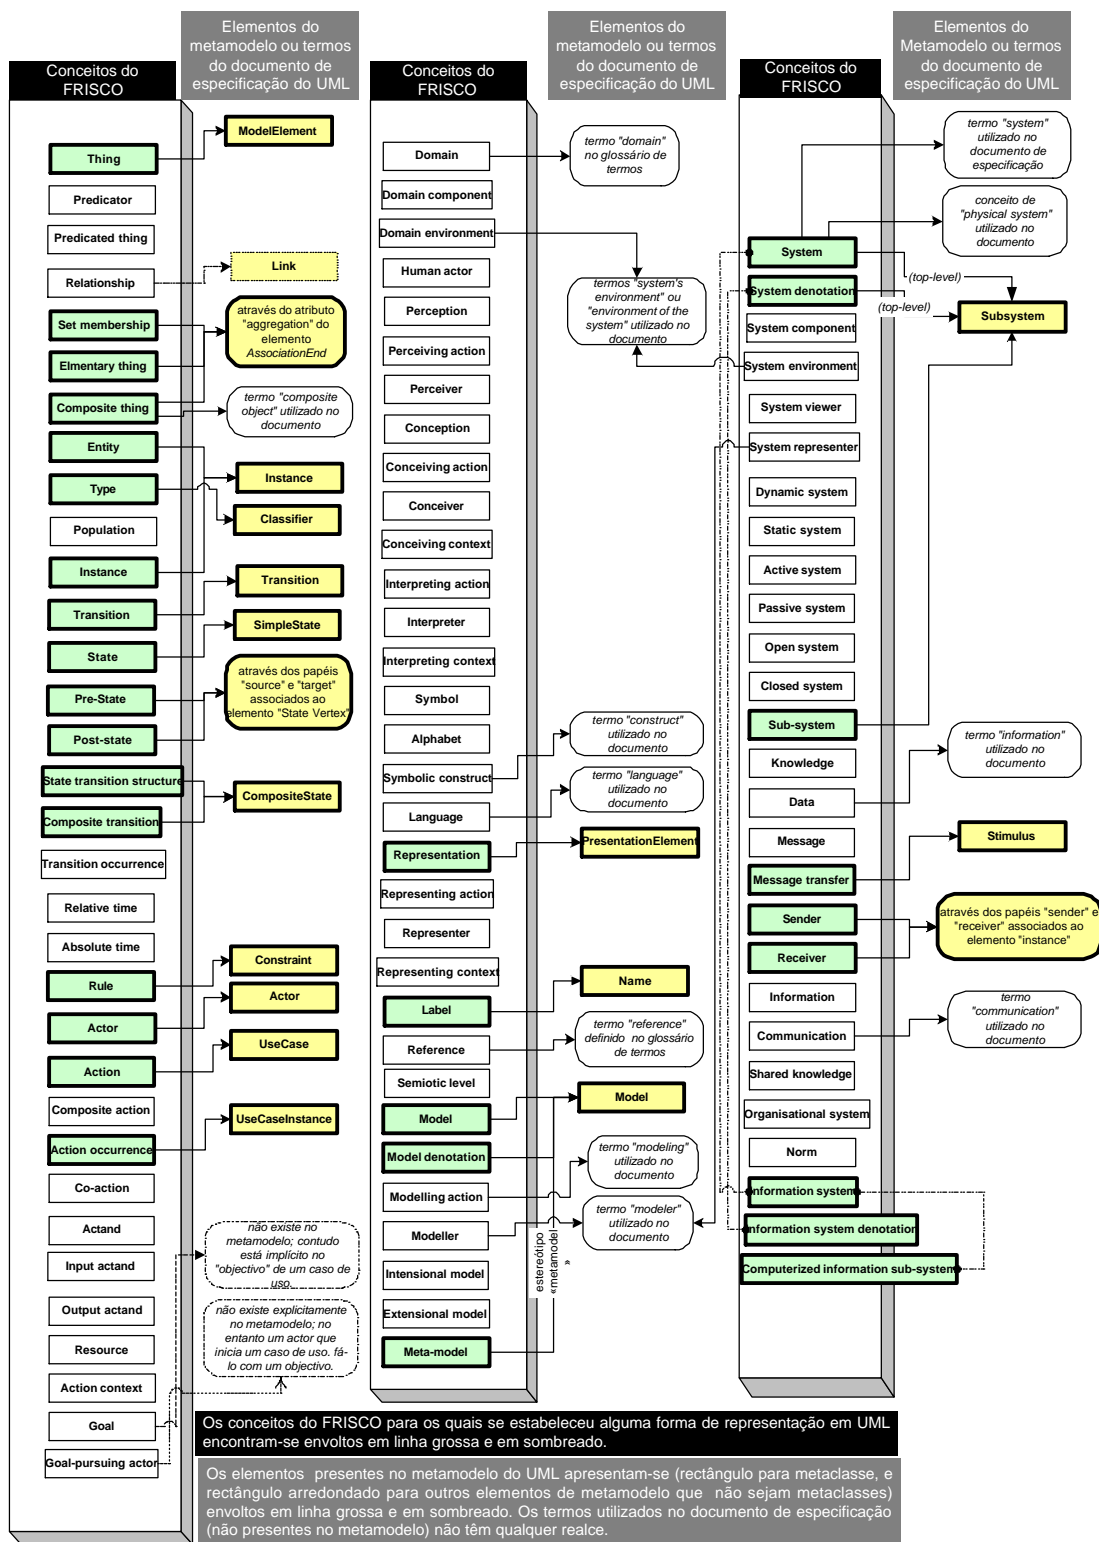 Elementos do
metamodelo ou termos
do documento de
especificação do UML
Conceitos do
FRISCO
Thing
Predicator
Predicated thing
Relationship
Set membership
Elmentary thing
Composite thing
Entity
Type
Population
Instance
Transition
State
Pre-State
Post-state
State transition structure
Composite transition
Transition occurrence
Relative time
Absolute time
Rule
Actor
Action
Composite action
Action occurrence
Co-action
Actand
Input actand
Output actand
Resource
Action context
Goal
Goal-pursuing actor
ModelElement
Link
através do atributo
"aggregation" do
elemento
AssociationEnd
termo "composite
object" utilizado no
documento
Instance
Classifier
Transition
SimpleState
através dos papéis
"source" e "target"
associados ao
elemento "State Vertex"
CompositeState
Constraint
Actor
UseCase
UseCaseInstance
não existe no
metamodelo; contudo
está implícito no
"objectivo" de um caso de
uso.
não existe explicitamente
no metamodelo; no
entanto um actor que
inicia um caso de uso. fá-
lo com um objectivo.
Elementos do
metamodelo ou termos
do documento de
especificação do UML
Conceitos do
FRISCO
Domain
Domain component
Domain environment
Human actor
Perception
Perceiving action
Perceiver
Conception
Conceiving action
Conceiver
Conceiving context
Interpreting action
Interpreter
Interpreting context
Symbol
Alphabet
Symbolic construct
Language
Representation
Representing action
Representer
Representing context
Label
Reference
Semiotic level
Model
Model denotation
Modelling action
Modeller
Intensional model
Extensional model
Meta-model
termo "domain"
no glossário de
termos
termos "system's
environment" ou
"environment of the
system" utilizado no
documento
termo "construct"
utilizado no
documento
termo "language"
utilizado no
documento
PresentationElement
Name
termo "reference"
definido no glossário
de termos
Model
termo "modeling"
utilizado no
documento
termo "modeler"
utilizado no
documento
estereótipo
«metamodel
»
Elementos do
Metamodelo ou termos
do documento de
especificação do UML
Conceitos do
FRISCO
System
System denotation
System component
System environment
System viewer
System representer
Dynamic system
Static system
Active system
Passive system
Open system
Closed system
Sub-system
Knowledge
Data
Message
Message transfer
Sender
Receiver
Information
Communication
Shared knowledge
Organisational system
Norm
Information system
Information system denotation
Computerized information sub-system
termo "system"
utilizado no
documento de
especificação
conceito de
"physical system"
utilizado no
documento
(top-level)
(top-level)
Subsystem
termo "information"
utilizado no
documento
Stimulus
através dos papéis "sender" e
"receiver" associados ao
elemento "instance"
termo
"communication"
utilizado no
documento
Os conceitos do FRISCO para os quais se estabeleceu alguma forma de representação em UML
encontram-se envoltos em linha grossa e em sombreado.
Os elementos presentes no metamodelo do UML apresentam-se (rectângulo para metaclasse, e
rectângulo arredondado para outros elementos de metamodelo que não sejam metaclasses)
envoltos em linha grossa e em sombreado. Os termos utilizados no documento de especificação
(não presentes no metamodelo) não têm qualquer realce.